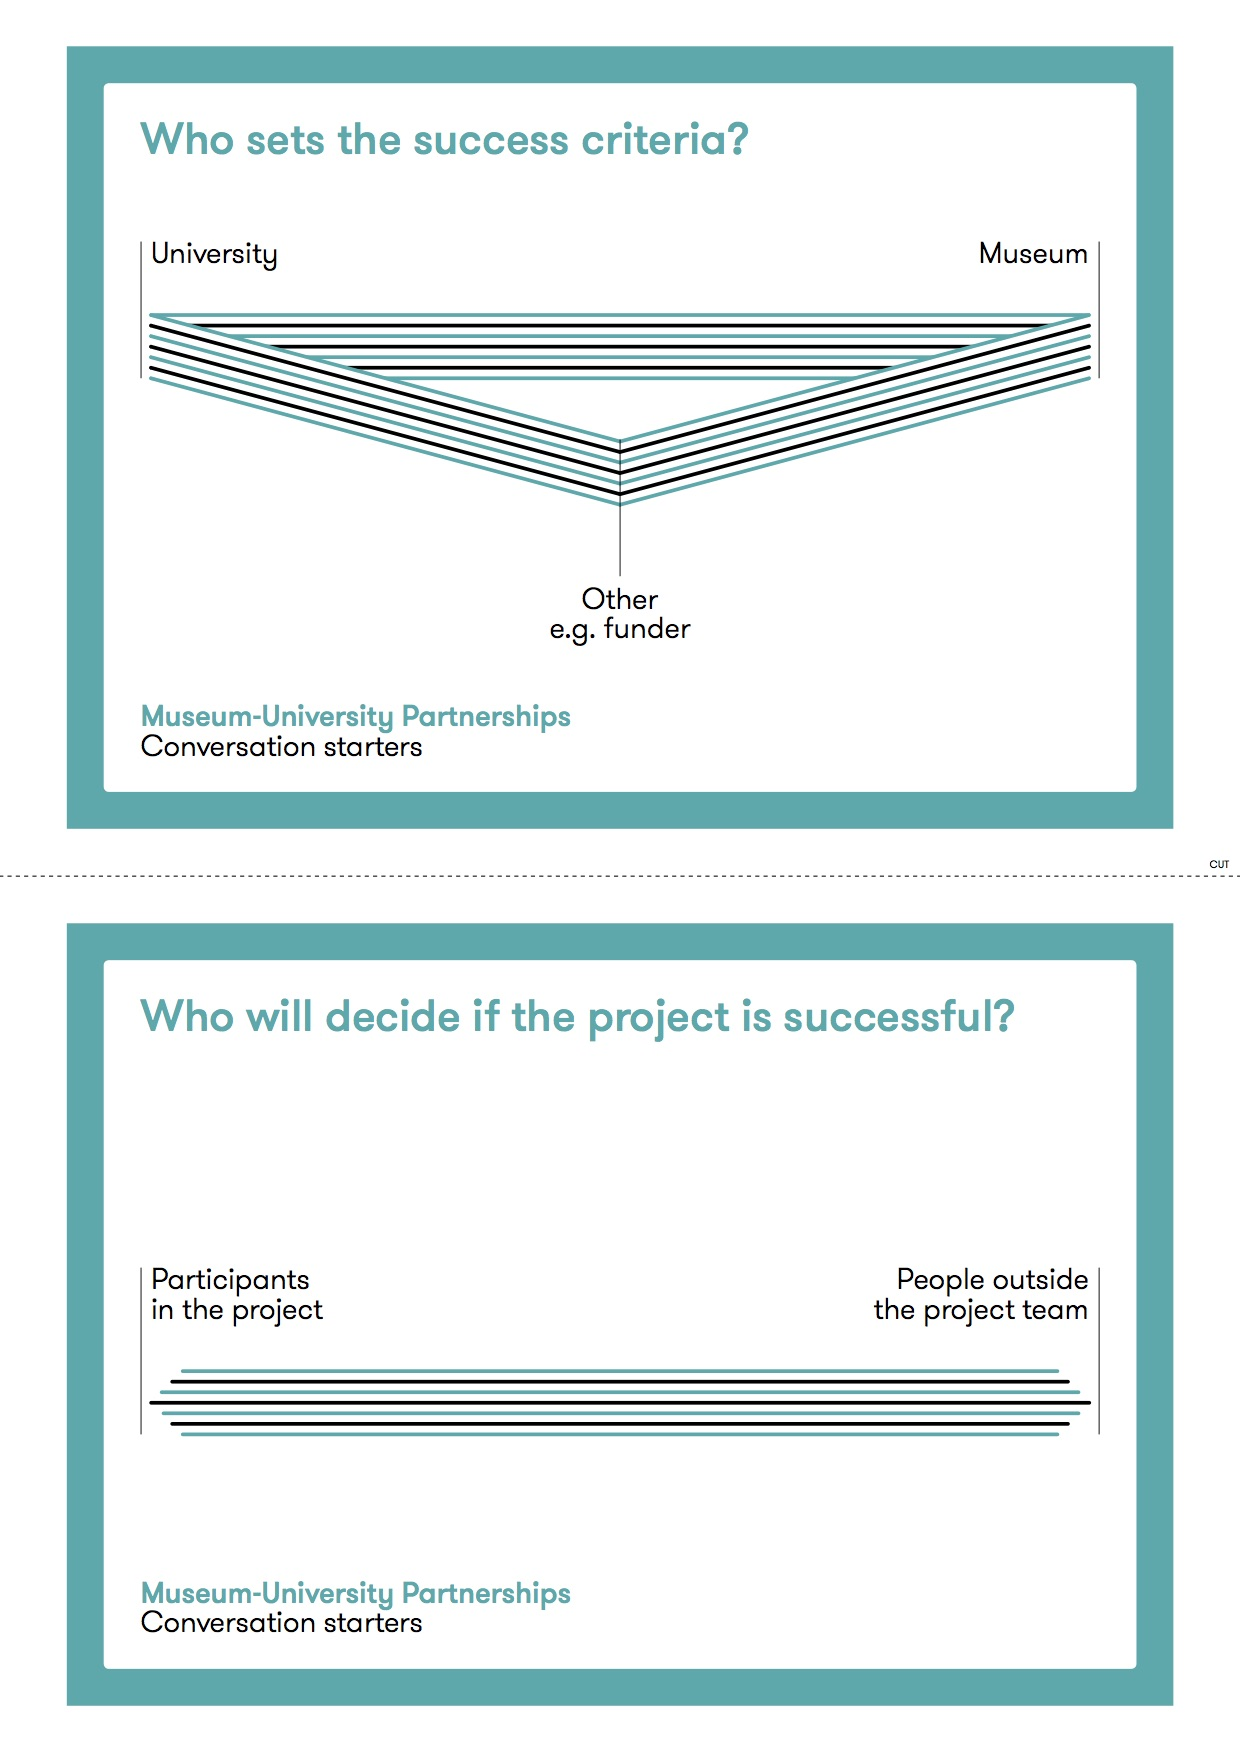 Who sets the success criteria?
University
Museum
Other
e.g. funder
Museum-University Partnerships
Conversation starters
CUT
Who will decide if the project is successful?
Participants
in the project
People outside
the project team
Museum-University Partnerships
Conversation starters